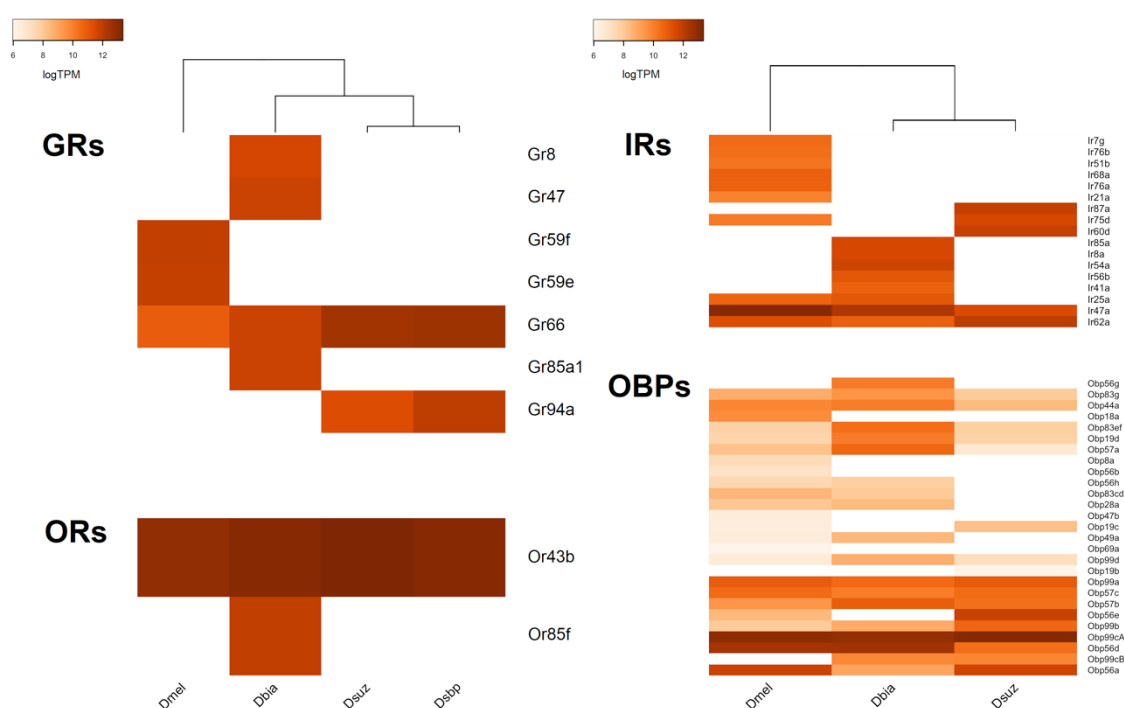 6 8 10 12
logTPM
GRs
Gr8
Gr47
Gr59f
Gr59e
Gr66
Gr85a1
Gr94a
ORs
Or43b
Or85f
Dmel Dbia Dsuz Dsbp
6 8 10 12
logTPM
IRs
Ir7g
Ir76b
Ir51b
Ir68a
Ir76a
Ir21a
Ir87a
Ir75d
Ir60d
Ir85a
Ir8a
Ir54a
Ir56b
Ir41a
Ir25a
Ir47a
Ir62a
OBPs
Obp56g
Obp83g
Obp44a
Obp18a
Obp83ef
Obp19d
Obp57a
Obp8a
Obp56b
Obp56h
Obp83cd
Obp28a
Obp47b
Obp19c
Obp49a
Obp69a
Obp99d
Obp19b
Obp99a
Obp57c
Obp57b
Obp56e
Obp99b
Obp99cA
Obp56d
Obp99cB
Obp56a
Dmel Dbia Dsuz